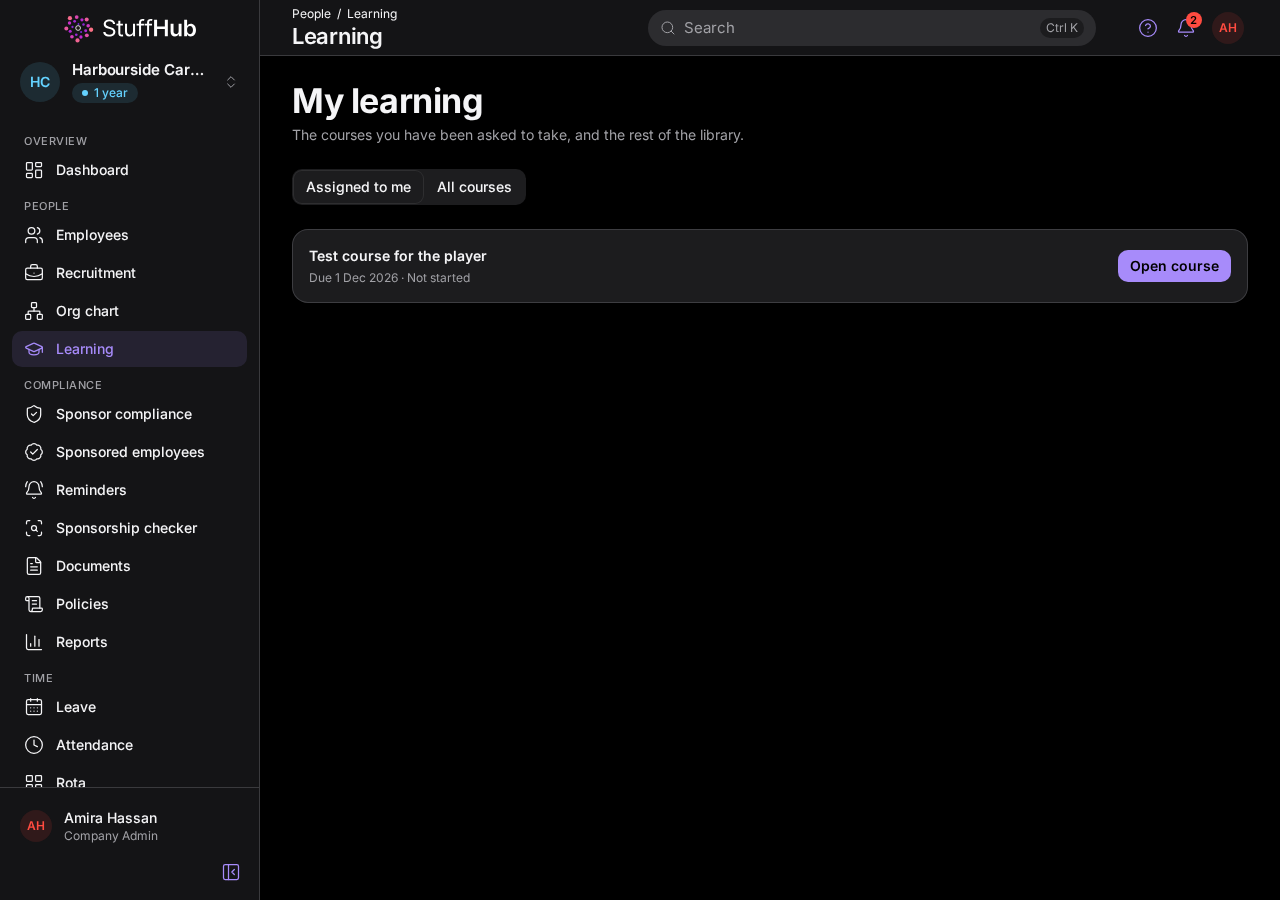 StuffHub
Harbourside Car...
HC
1 year
OVERVIEW
Dashboard
PEOPLE
Employees
Recruitment
Org chart
Learning
COMPLIANCE
Sponsor compliance
Sponsored employees
Reminders
Sponsorship checker
Documents
Policies
Reports
TIME
Leave
Attendance
Rota
AH
Amira Hassan
Company Admin
People / Learning
Learning
Search
Ctrl K
2
AH
My learning
The courses you have been asked to take, and the rest of the library.
Assigned to me
All courses
Test course for the player
Due 1 Dec 2026 · Not started
Open course